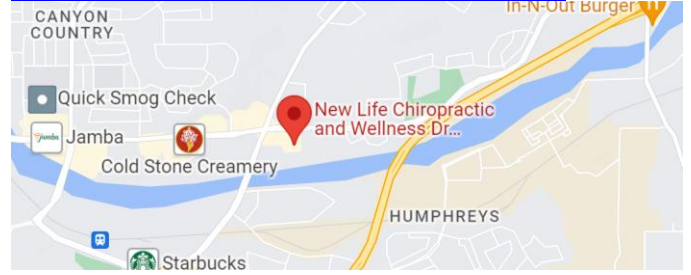 In-N-Out Burger
CANYON
COUNTRY
Quick Smog Check
New Life Chiropractic
and Wellness Dr...
Jamba
Jamba
Cold Stone Creamery
HUMPHREYS
Starbucks